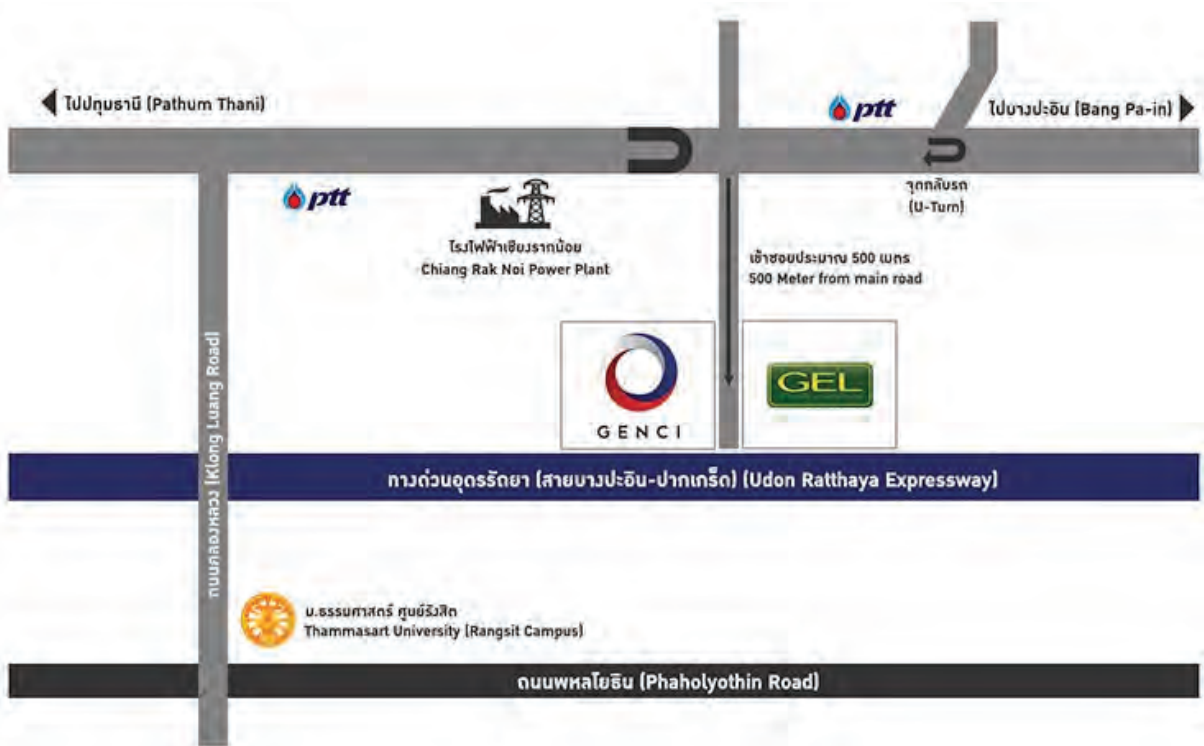 ไปปทุมธานี (Pathum Thani)
ptt
ไปบางปะอิน (Bang Pa-in)
ptt
จุดกลับรถ
(U-Turn)
โรงไฟฟ้าเชียงรากน้อย
Chiang Rak Noi Power Plant
เข้าซอยประมาณ 500 เมตร
500 Meter from main road
GENCI
GEL
ถนนคลองหลวง (Klong Luang Road)
ทางด่วนอุดรรัถยา (สายบางปะอิน-ปากเกร็ด) (Udon Ratthaya Expressway)
ม.ธรรมศาสตร์ ศูนย์รังสิต
Thammasart University (Rangsit Campus)
ถนนพหลโยธิน (Phaholyothin Road)